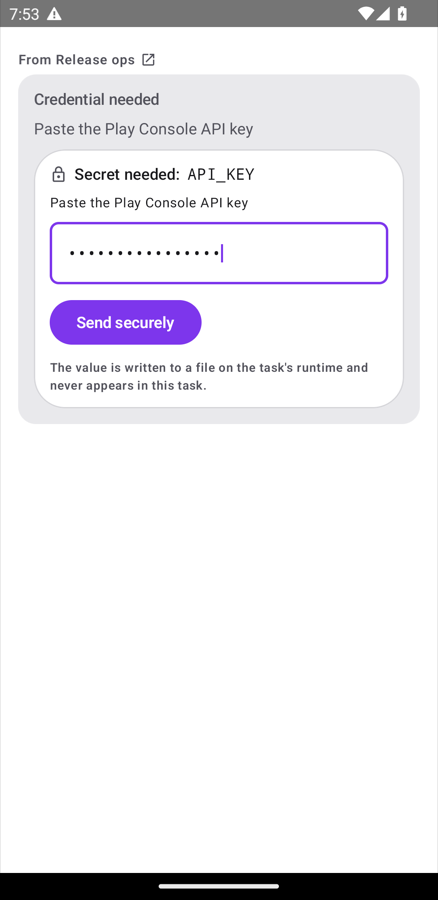 7:53
From Release ops
Credential needed
Paste the Play Console API key
Secret needed: API_KEY
Paste the Play Console API key
••••••••••••••••
Send securely
The value is written to a file on the task's runtime and
never appears in this task.